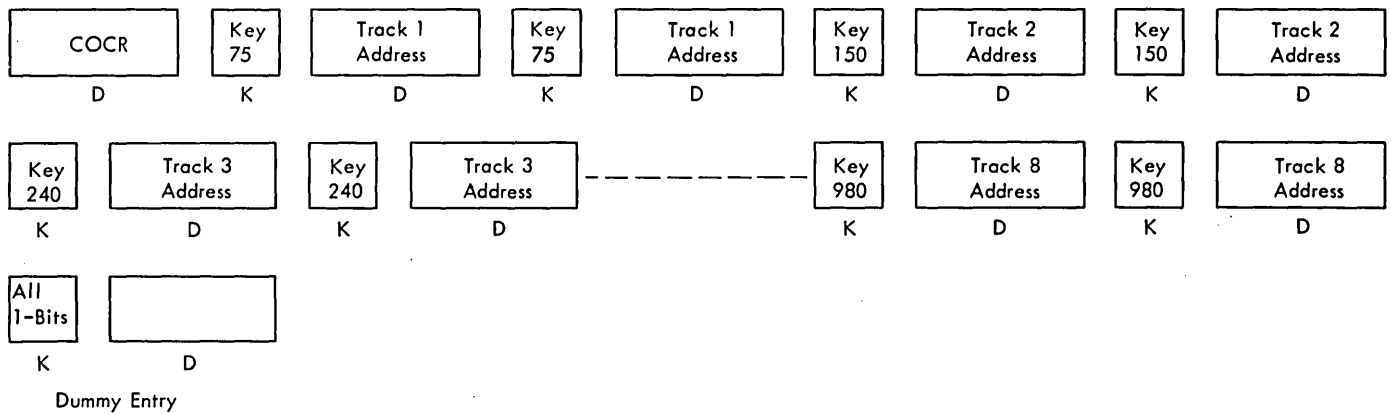 COCR
Key
75
Track 1
Address
Key
75
Track 1
Address
Key
150
Track 2
Address
Key
150
Track 2
Address
D
K
D
K
D
K
D
K
D
Key
240
Track 3
Address
Key
240
Track 3
Address
Key
980
Track 8
Address
Key
980
Track 8
Address
K
D
K
D
K
D
K
D
All
1-Bits
K
D
Dummy Entry